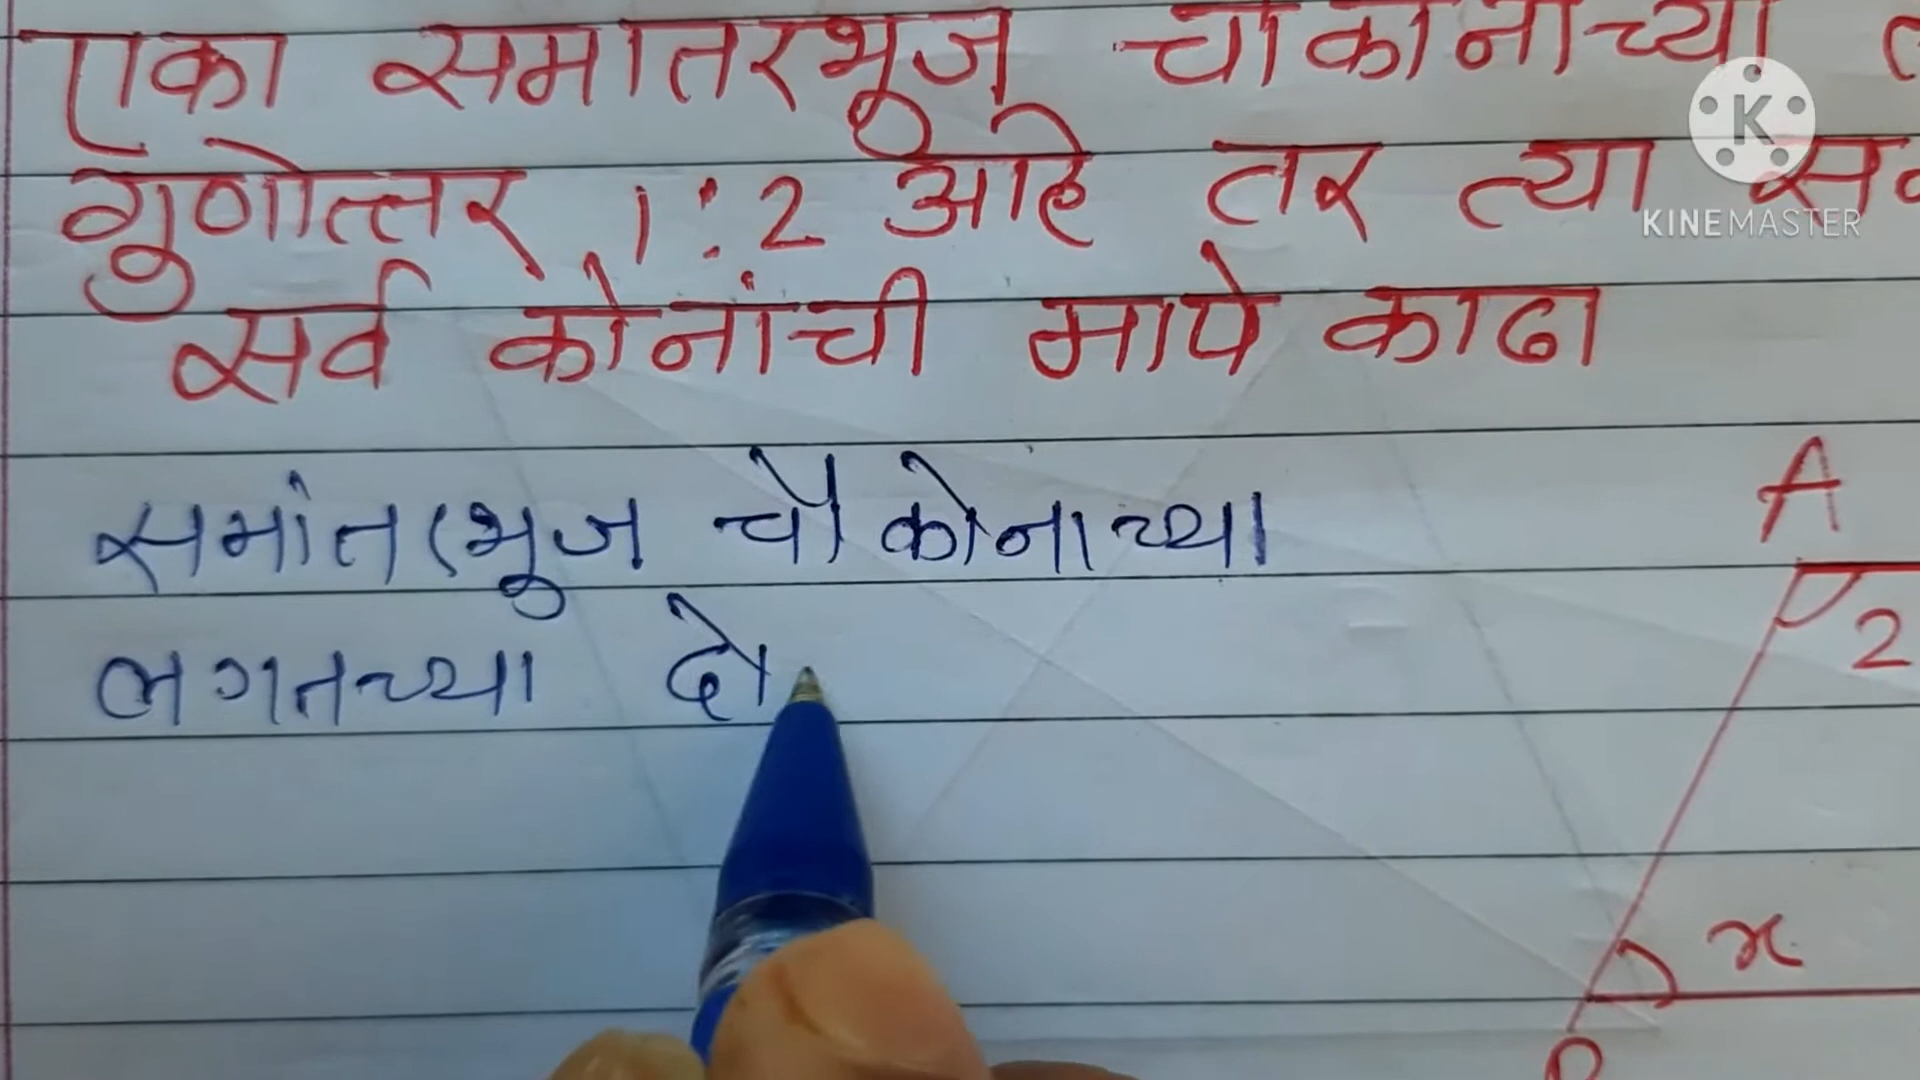 एका समातरभूज चौकोनाच्या
गुणोत्तर 1:2 आहे तर त्या
सर्व कोनांची मापे काढा
समांतरभूज चौकोनाच्या
लगतच्या दो
A
2
x
K
KINEMASTER